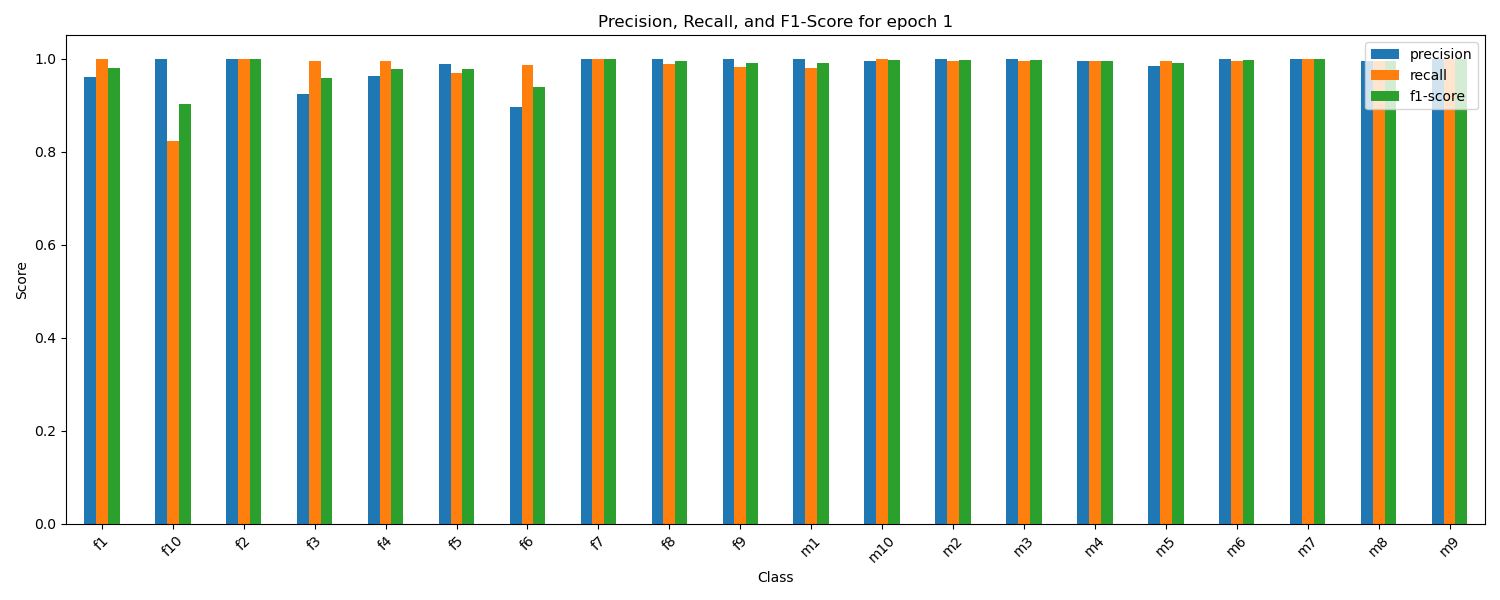 Precision, Recall, and F1-Score for epoch 1
precision
recall
f1-score
Score
1.0
0.8
0.6
0.4
0.2
0.0
f1 f10 f2 f3 f4 f5 f6 f7 f8 f9 m1 m10 m2 m3 m4 m5 m6 m7 m8 m9
Class